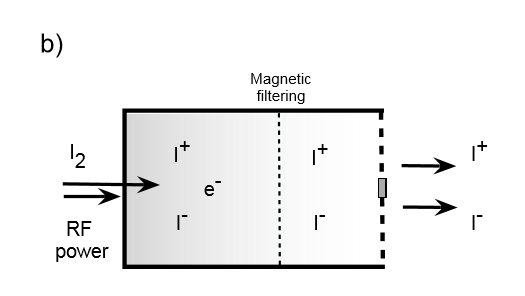 b)
Magnetic
filtering
I₂
I⁺
I⁺
I⁺
e⁻
RF
power
I⁻
I⁻
I⁻